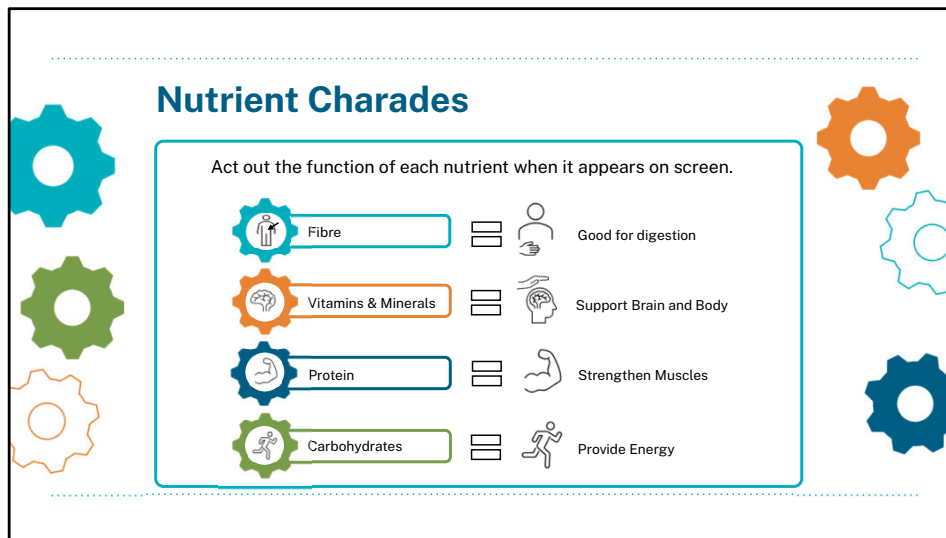 Nutrient Charades
Act out the function of each nutrient when it appears on screen.
Fibre
Good for digestion
Vitamins & Minerals
Support Brain and Body
Protein
Strengthen Muscles
Carbohydrates
Provide Energy